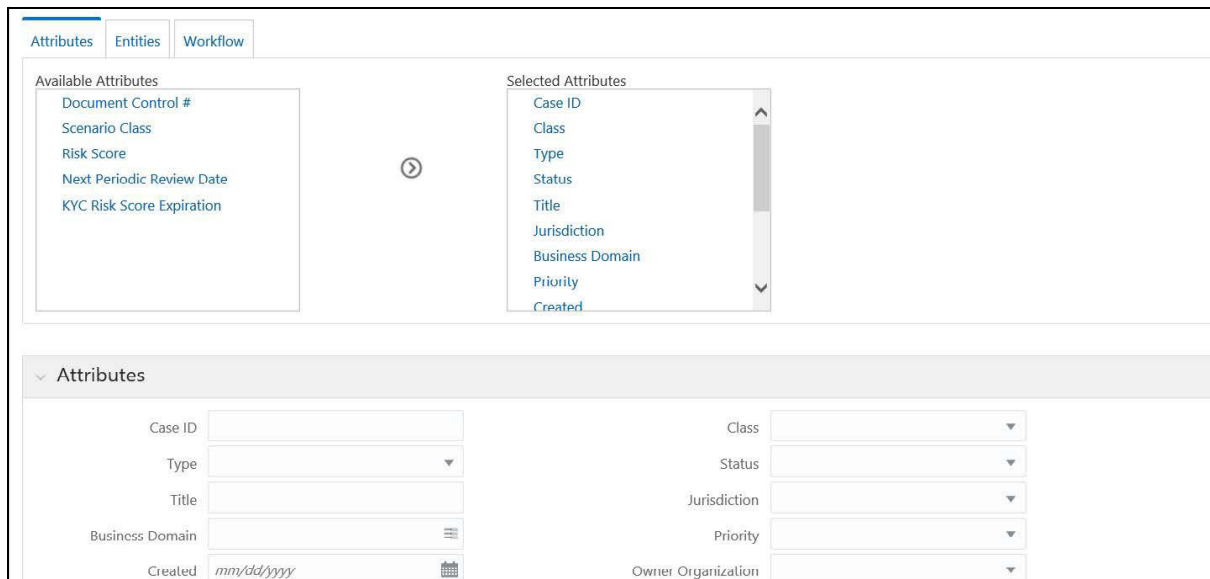 Attributes Entities Workflow
Available Attributes
Document Control #
Scenario Class
Risk Score
Next Periodic Review Date
KYC Risk Score Expiration
Selected Attributes
Case ID
Class
Type
Status
Title
Jurisdiction
Business Domain
Priority
Created
Attributes
Case ID Class
Type Status
Title Jurisdiction
Business Domain Priority
Created mm/dd/yyyy Owner Organization